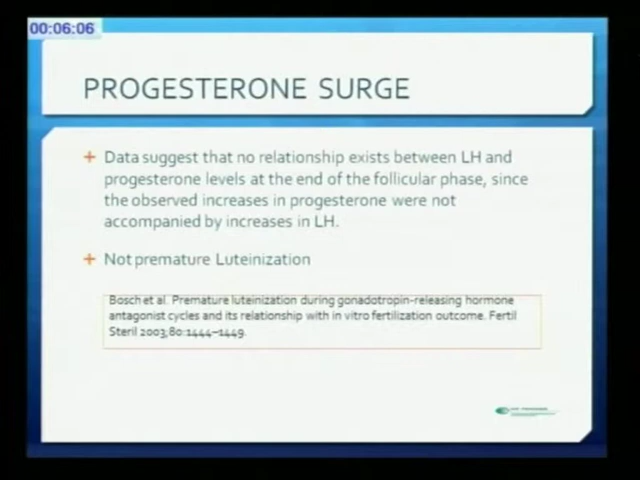 00:06:06
PROGESTERONE SURGE
+ Data suggest that no relationship exists between LH and
progesterone levels at the end of the follicular phase, since
the observed increases in progesterone were not
accompanied by increases in LH.
+ Not premature Luteinization
Bosch et al. Premature luteinization during gonadotropin-releasing hormone
antagonist cycles and its relationship with in vitro fertilization outcome. Fertil
Steril 2003;80:1444–1449.